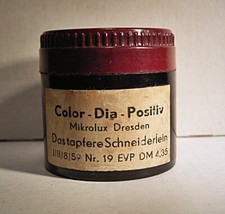 Color-Dia-Positiv
Mikrolux Dresden
Das tapfere Schneiderlein
Nr. 19 EVP DM 4,35